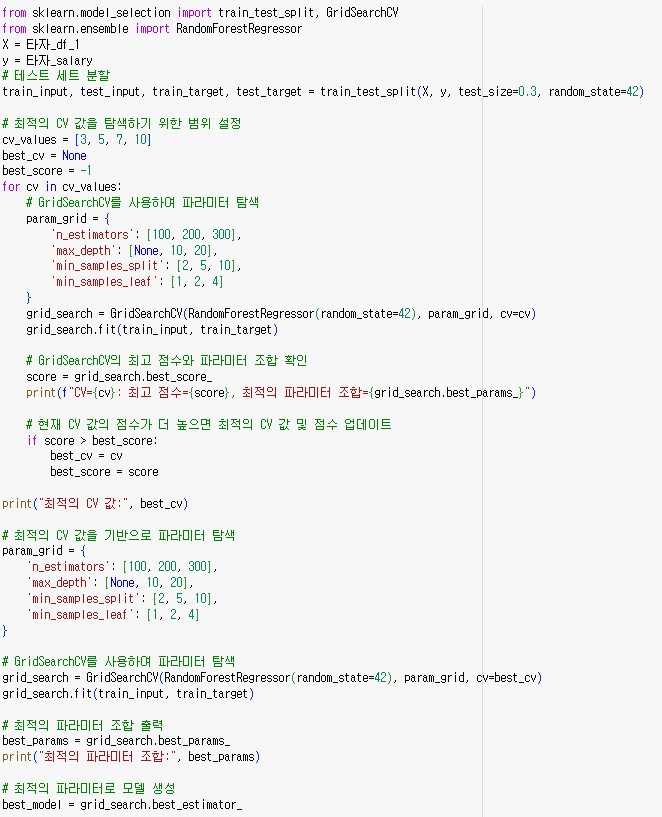 from sklearn.model_selection import train_test_split, GridSearchCV
from sklearn.ensemble import RandomForestRegressor
X = 타자_df_1
y = 타자_salary
# 테스트 세트 분할
train_input, test_input, train_target, test_target = train_test_split(X, y, test_size=0.3, random_state=42)
# 최적의 CV 값을 탐색하기 위한 범위 설정
cv_values = [3, 5, 7, 10]
best_cv = None
best_score = -1
for cv in cv_values:
# GridSearchCV를 사용하여 파라미터 탐색
param_grid = {
'n_estimators': [100, 200, 300],
'max_depth': [None, 10, 20],
'min_samples_split': [2, 5, 10],
'min_samples_leaf': [1, 2, 4]
}
grid_search = GridSearchCV(RandomForestRegressor(random_state=42), param_grid, cv=cv)
grid_search.fit(train_input, train_target)
# GridSearchCV의 최고 점수와 파라미터 조합 확인
score = grid_search.best_score_
print(f"CV={cv}: 최고 점수={score}, 최적의 파라미터 조합={grid_search.best_params_}")
# 현재 CV 값의 점수가 더 높으면 최적의 CV 값 및 점수 업데이트
if score > best_score:
best_cv = cv
best_score = score
print("최적의 CV 값:", best_cv)
# 최적의 CV 값을 기반으로 파라미터 탐색
param_grid = {
'n_estimators': [100, 200, 300],
'max_depth': [None, 10, 20],
'min_samples_split': [2, 5, 10],
'min_samples_leaf': [1, 2, 4]
}
# GridSearchCV를 사용하여 파라미터 탐색
grid_search = GridSearchCV(RandomForestRegressor(random_state=42), param_grid, cv=best_cv)
grid_search.fit(train_input, train_target)
# 최적의 파라미터 조합 출력
best_params = grid_search.best_params_
print("최적의 파라미터 조합:", best_params)
# 최적의 파라미터로 모델 생성
best_model = grid_search.best_estimator_